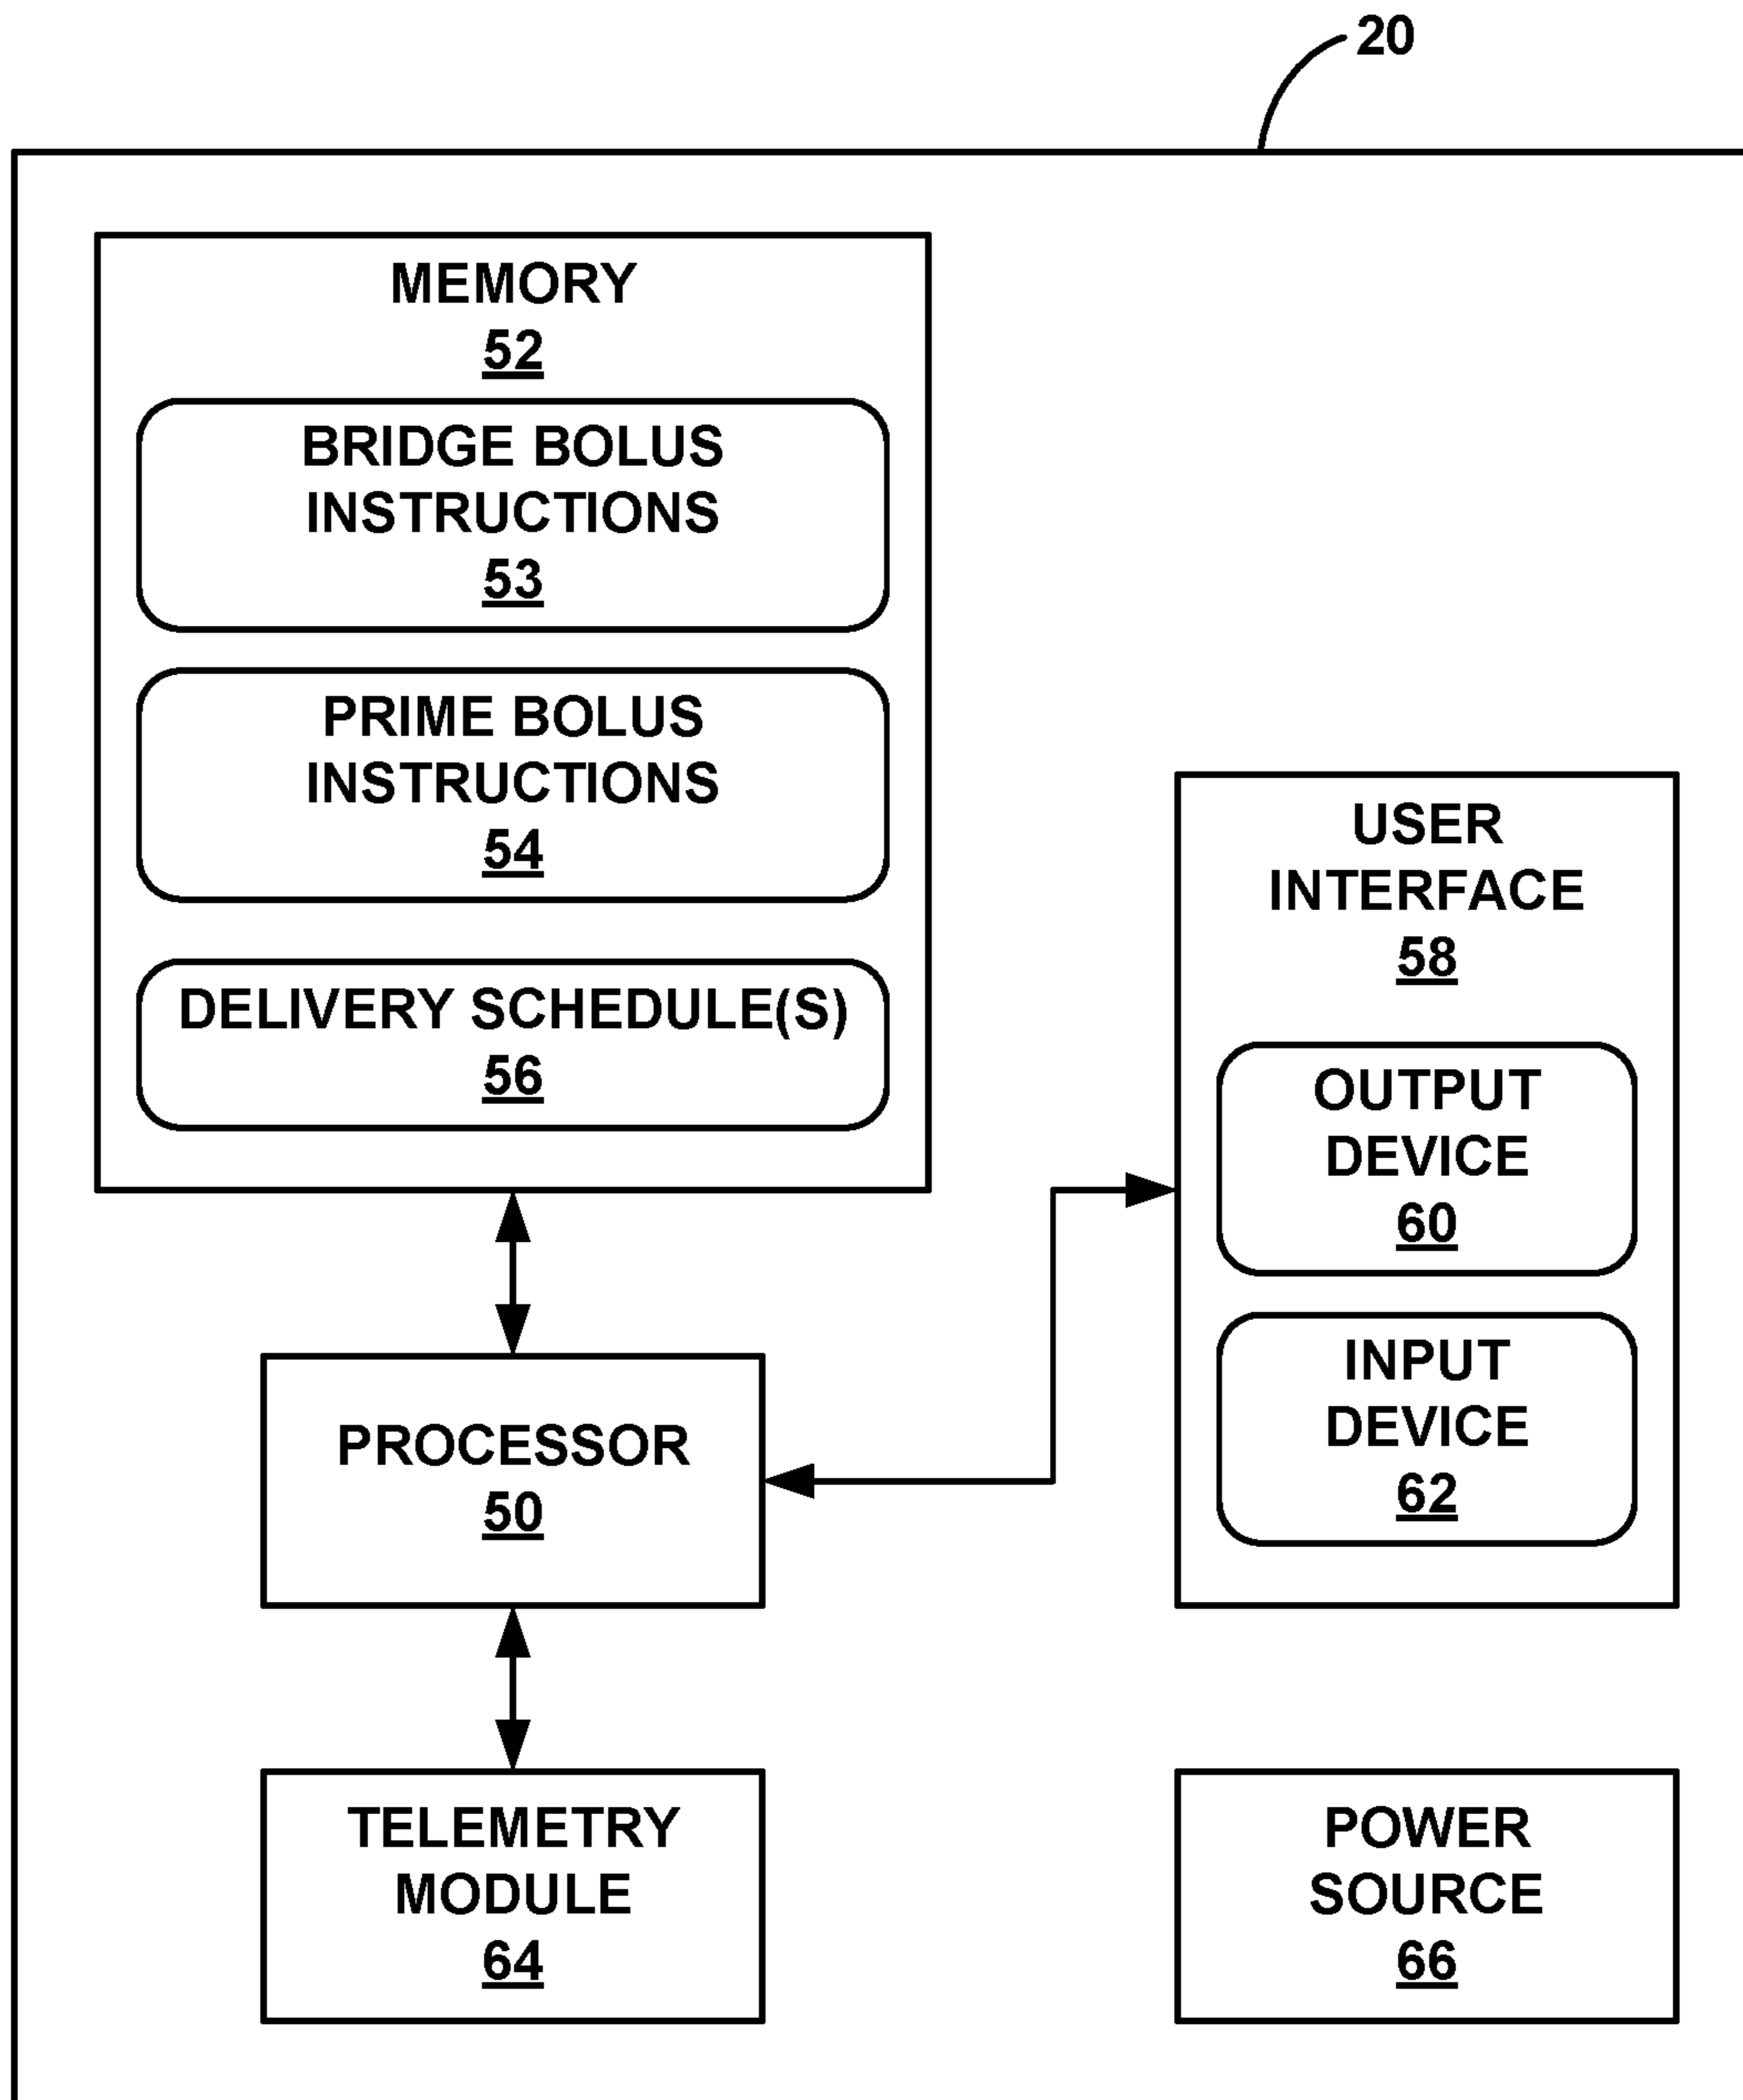 20
MEMORY
52
BRIDGE BOLUS
INSTRUCTIONS
53
PRIME BOLUS
INSTRUCTIONS
54
DELIVERY SCHEDULE(S)
56
USER
INTERFACE
58
OUTPUT
DEVICE
60
INPUT
DEVICE
62
PROCESSOR
50
TELEMETRY
MODULE
64
POWER
SOURCE
66